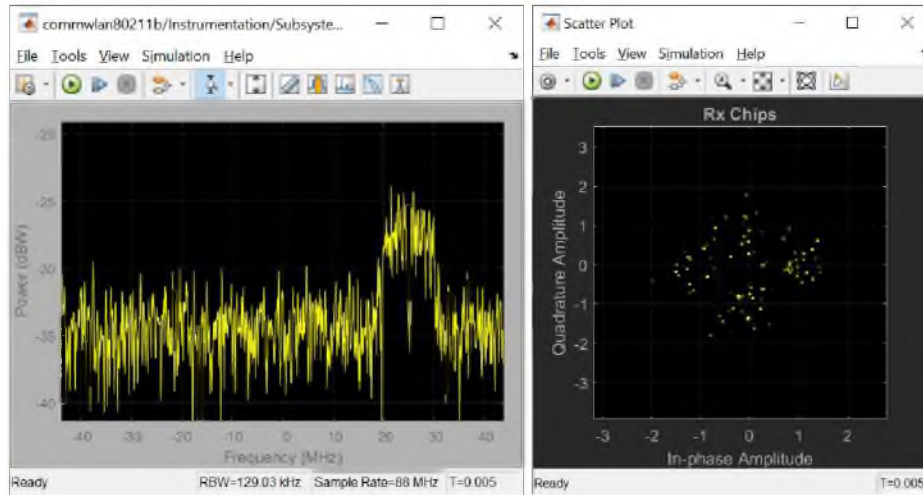 commwlan80211b/Instrumentation/Subsyste...
File Tools View Simulation Help
-20
-25
-30
-35
-40
Power (dBW)
-40 -30 -20 -10 0 10 20 30 40
Frequency (MHz)
Ready RBW=129.03 kHz Sample Rate=88 MHz T=0.005
Scatter Plot
File Tools View Simulation Help
Rx Chips
3
2
1
0
-1
-2
-3
Quadrature Amplitude
-3 -2 -1 0 1 2
In-phase Amplitude
Ready T=0.005